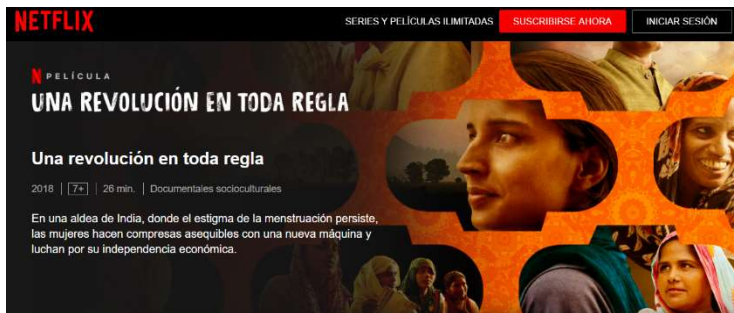 NETFLIX
SERIES Y PELÍCULAS ILIMITADAS SUSCRIBIRSE AHORA INICIAR SESIÓN
N PELÍCULA
UNA REVOLUCIÓN EN TODA REGLA
Una revolución en toda regla
2018 | 7+ | 26 min. | Documentales socioculturales
En una aldea de India, donde el estigma de la menstruación persiste,
las mujeres hacen compresas asequibles con una nueva máquina y
luchan por su independencia económica.